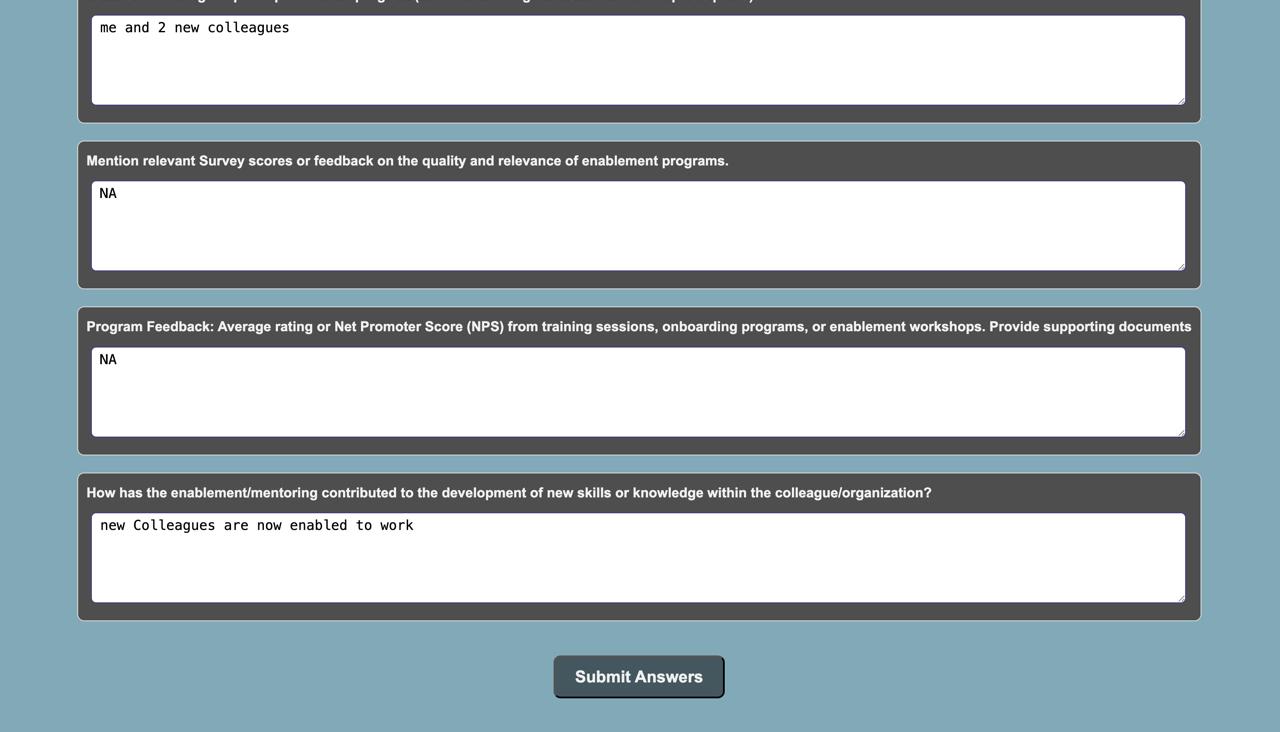 me and 2 new colleagues
Mention relevant Survey scores or feedback on the quality and relevance of enablement programs.
NA
Program Feedback: Average rating or Net Promoter Score (NPS) from training sessions, onboarding programs, or enablement workshops. Provide supporting documents
NA
How has the enablement/mentoring contributed to the development of new skills or knowledge within the colleague/organization?
new Colleagues are now enabled to work
Submit Answers